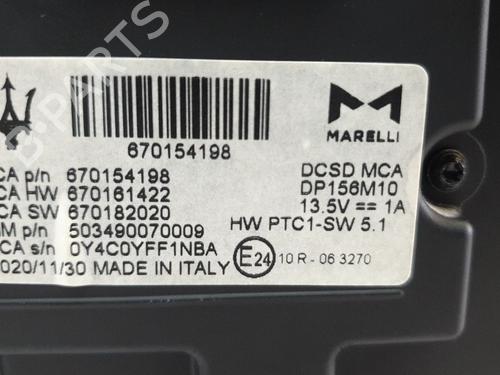 670154198
MARELLI
CA p/n 670154198
CA HW 670161422
CA SW 670182020
M p/n 503490070009
CA s/n 0Y4C0YFF1NBA
020/11/30 MADE IN ITALY
DCSD MCA
DP156M10
13.5V ⎓ 1A
HW PTC1-SW 5.1
E24 10 R - 06 3270